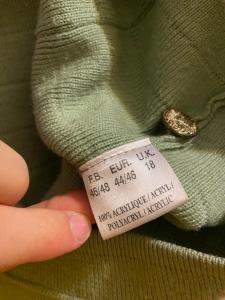 F.B. EUR. U.K.
46/48 44/46 18
100% ACRYLIQUE / ACRYL /
POLYACRYL / ACRYLIC